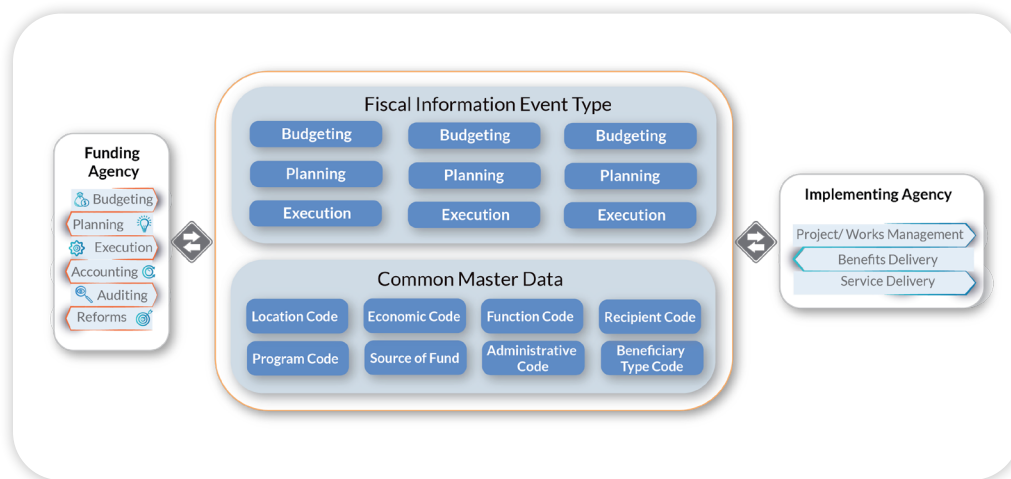 Funding
Agency
Budgeting
Planning
Execution
Accounting
Auditing
Reforms
Fiscal Information Event Type
Budgeting Budgeting Budgeting
Planning Planning Planning
Execution Execution Execution
Common Master Data
Location Code Economic Code Function Code Recipient Code
Program Code Source of Fund Administrative
Code Beneficiary
Type Code
Implementing Agency
Project/ Works Management
Benefits Delivery
Service Delivery